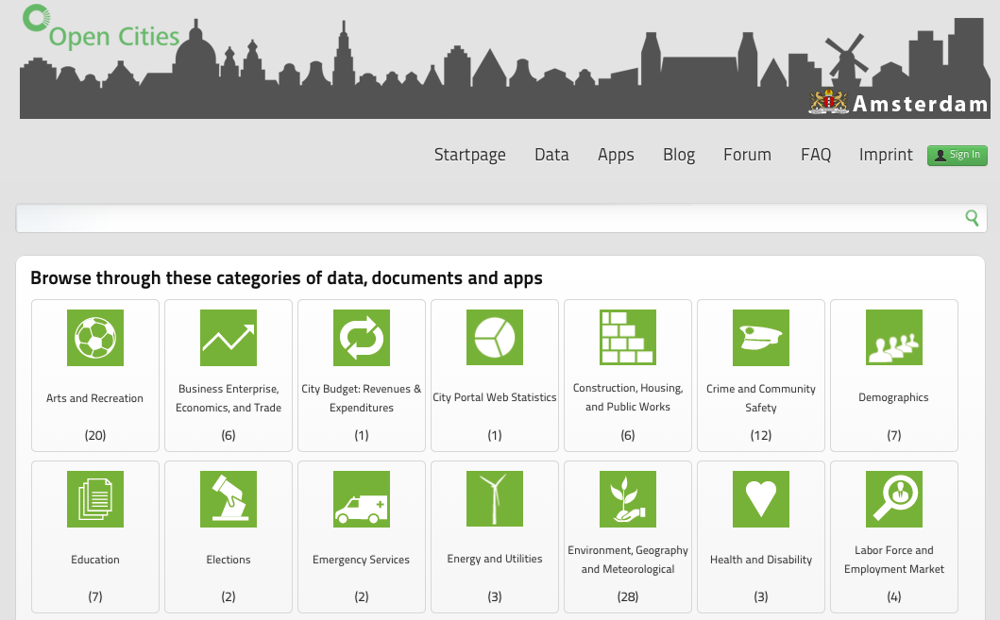 Open Cities
Amsterdam
Startpage Data Apps Blog Forum FAQ Imprint Sign In
Browse through these categories of data, documents and apps
Arts and Recreation
(20)
Business Enterprise,
Economics, and Trade
(6)
City Budget: Revenues &
Expenditures
(1)
City Portal Web Statistics
(1)
Construction, Housing,
and Public Works
(6)
Crime and Community
Safety
(12)
Demographics
(7)
Education
(7)
Elections
(2)
Emergency Services
(2)
Energy and Utilities
(3)
Environment, Geography
and Meteorological
(28)
Health and Disability
(3)
Labor Force and
Employment Market
(4)